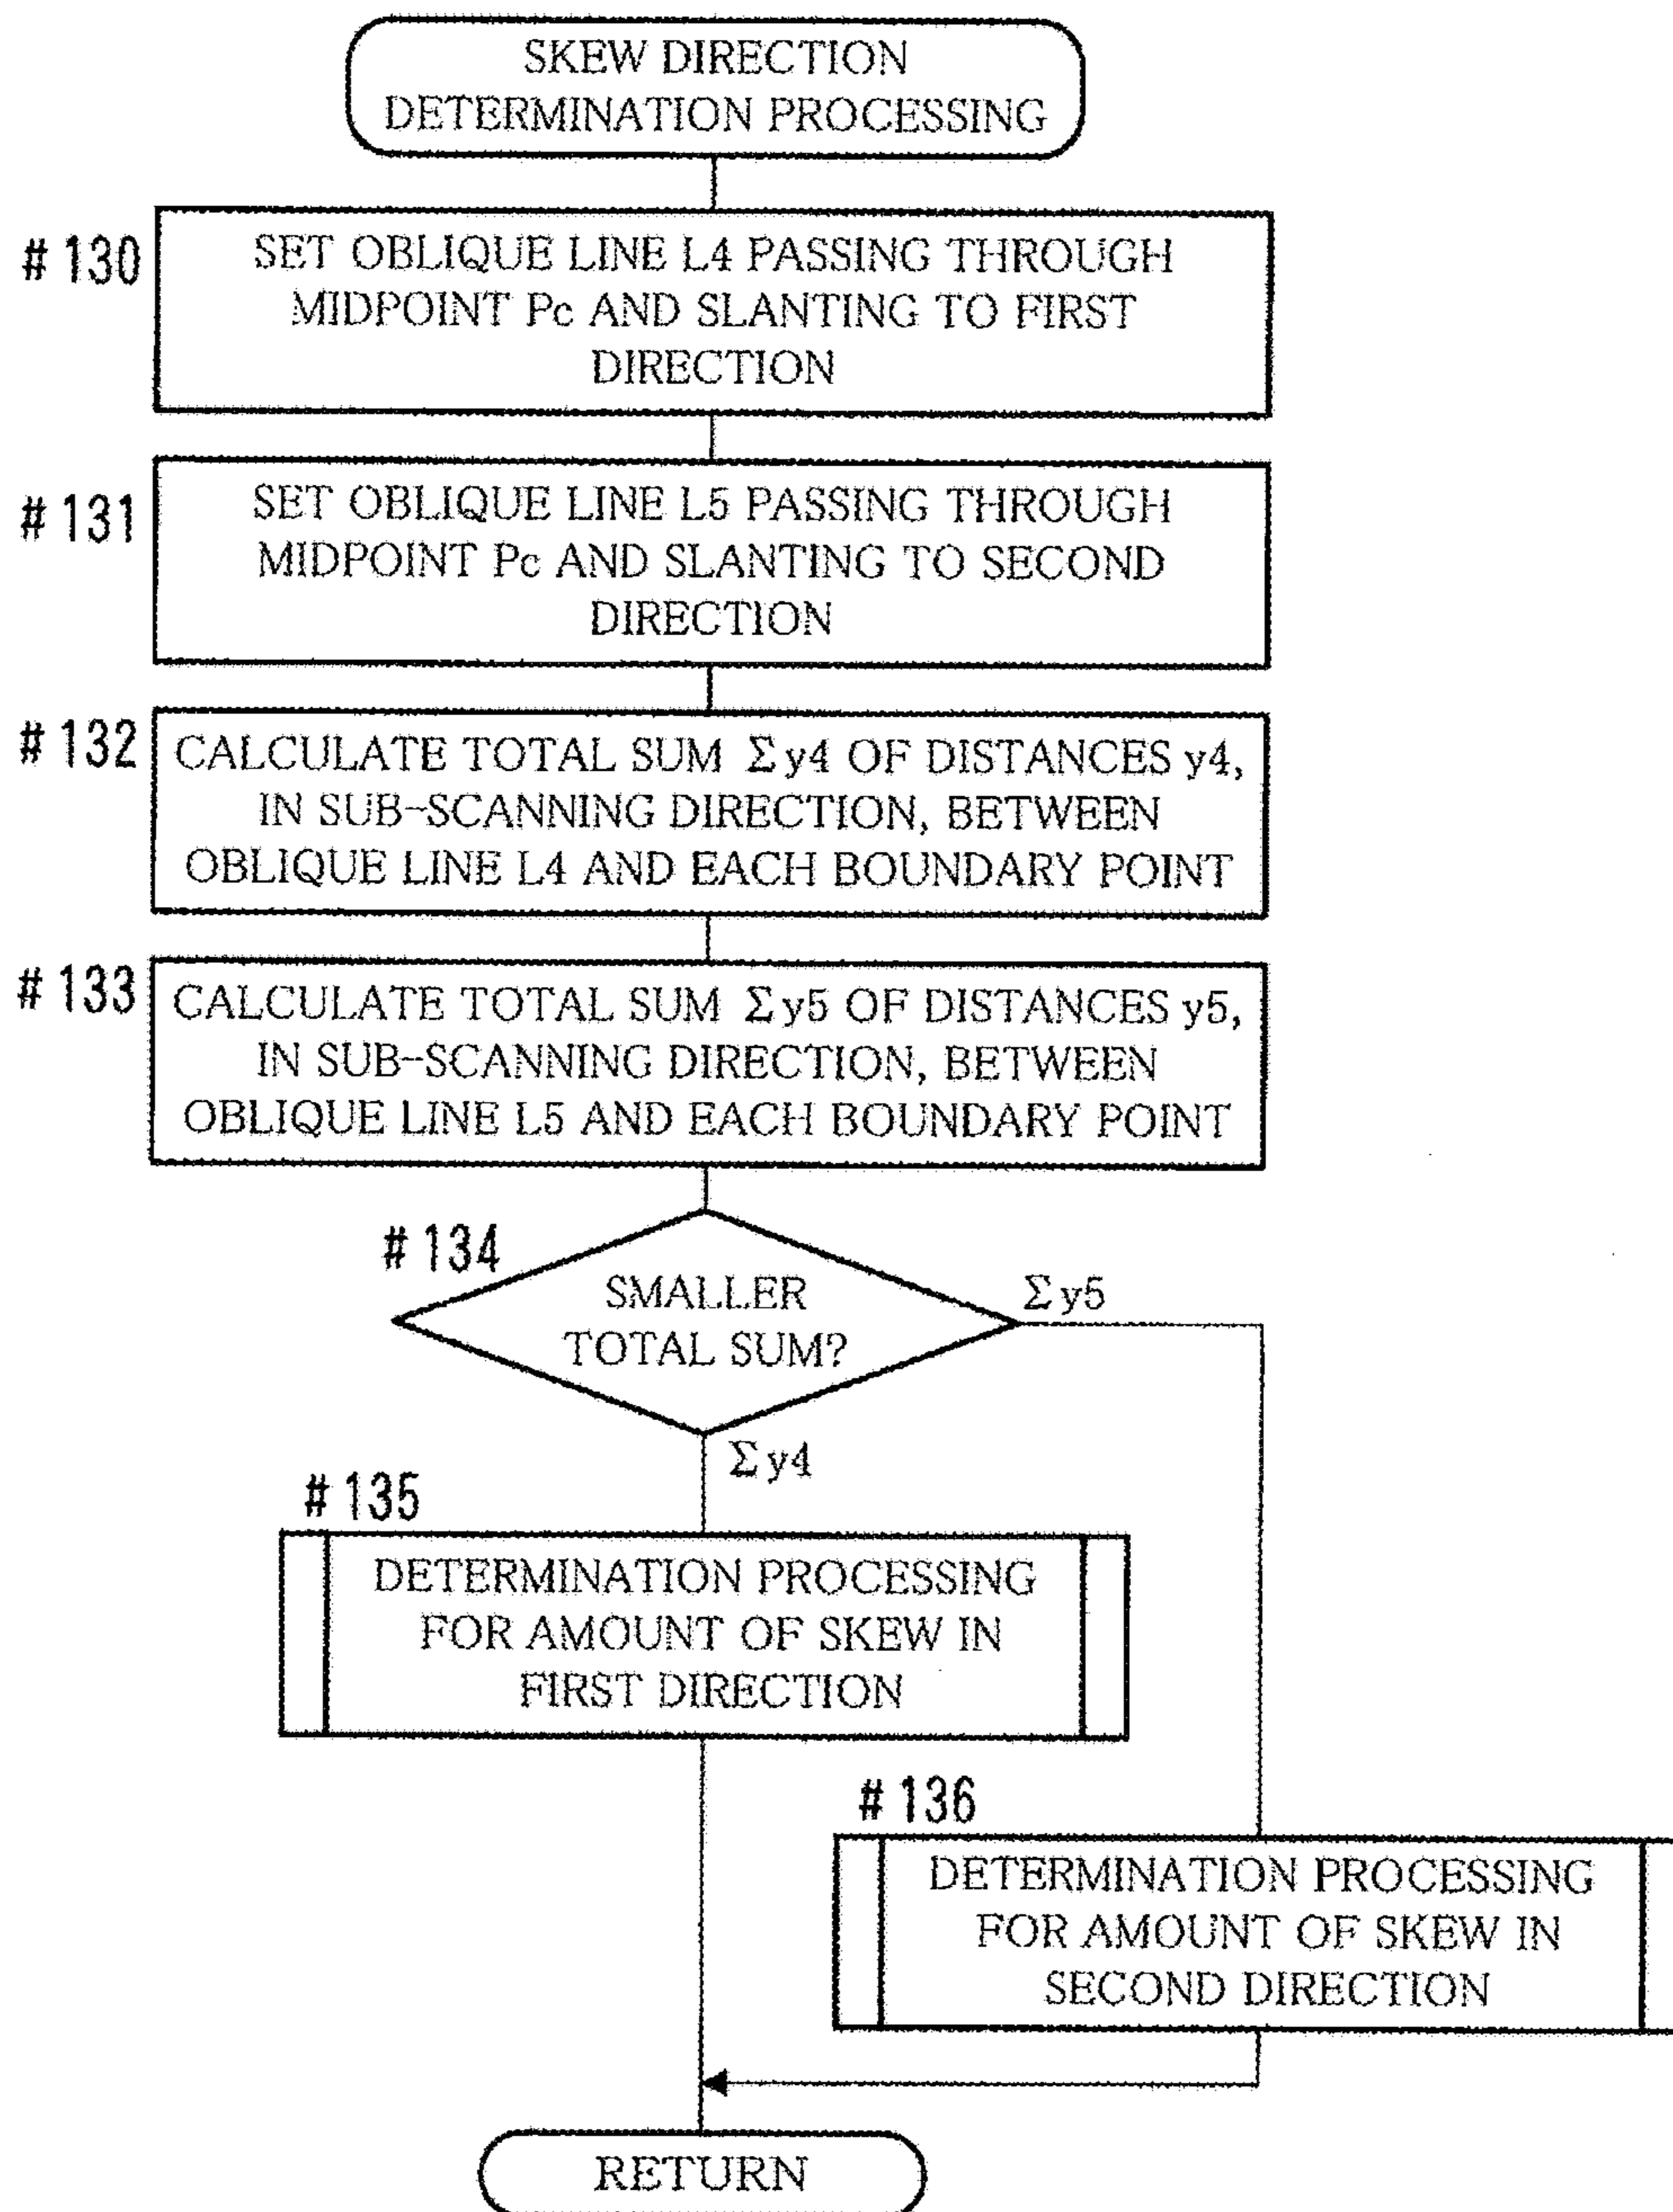 SKEW DIRECTION
DETERMINATION PROCESSING
# 130
SET OBLIQUE LINE L4 PASSING THROUGH
MIDPOINT Pc AND SLANTING TO FIRST
DIRECTION
# 131
SET OBLIQUE LINE L5 PASSING THROUGH
MIDPOINT Pc AND SLANTING TO SECOND
DIRECTION
# 132
CALCULATE TOTAL SUM Σy4 OF DISTANCES y4,
IN SUB-SCANNING DIRECTION, BETWEEN
OBLIQUE LINE L4 AND EACH BOUNDARY POINT
# 133
CALCULATE TOTAL SUM Σy5 OF DISTANCES y5,
IN SUB-SCANNING DIRECTION, BETWEEN
OBLIQUE LINE L5 AND EACH BOUNDARY POINT
# 134
SMALLER
TOTAL SUM?
Σy5
Σy4
# 135
DETERMINATION PROCESSING
FOR AMOUNT OF SKEW IN
FIRST DIRECTION
# 136
DETERMINATION PROCESSING
FOR AMOUNT OF SKEW IN
SECOND DIRECTION
RETURN